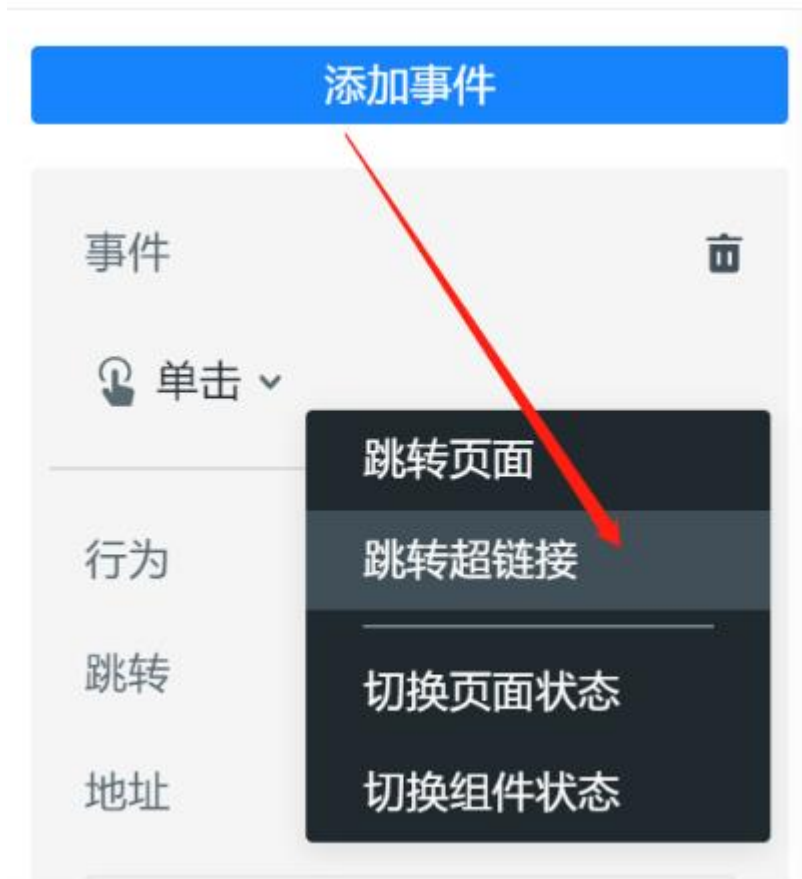 添加事件
事件
单击
跳转页面
行为
跳转超链接
跳转
切换页面状态
地址
切换组件状态